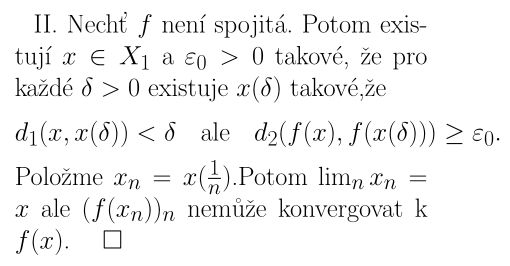 II. Nechť f není spojitá. Potom exis-
tují x ∈ X₁ a ε₀ > 0 takové, že pro
každé δ > 0 existuje x(δ) takové,že
d₁(x, x(δ)) < δ ale d₂(f(x), f(x(δ))) ≥ ε₀.
Položme xₙ = x(1/n).Potom limₙ xₙ =
x ale (f(xₙ))ₙ nemůže konvergovat k
f(x). □